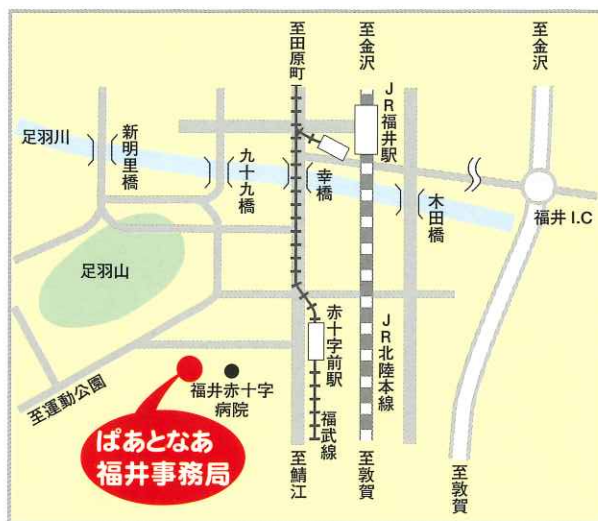 至田原町
至金沢
至金沢
JR福井駅
足羽川
新明里橋
九十九橋
幸橋
木田橋
福井 I.C
足羽山
赤十字前駅
JR北陸本線
福井赤十字
病院
福武線
至運動公園
ぱあとなあ
福井事務局
至鯖江
至敦賀
至敦賀